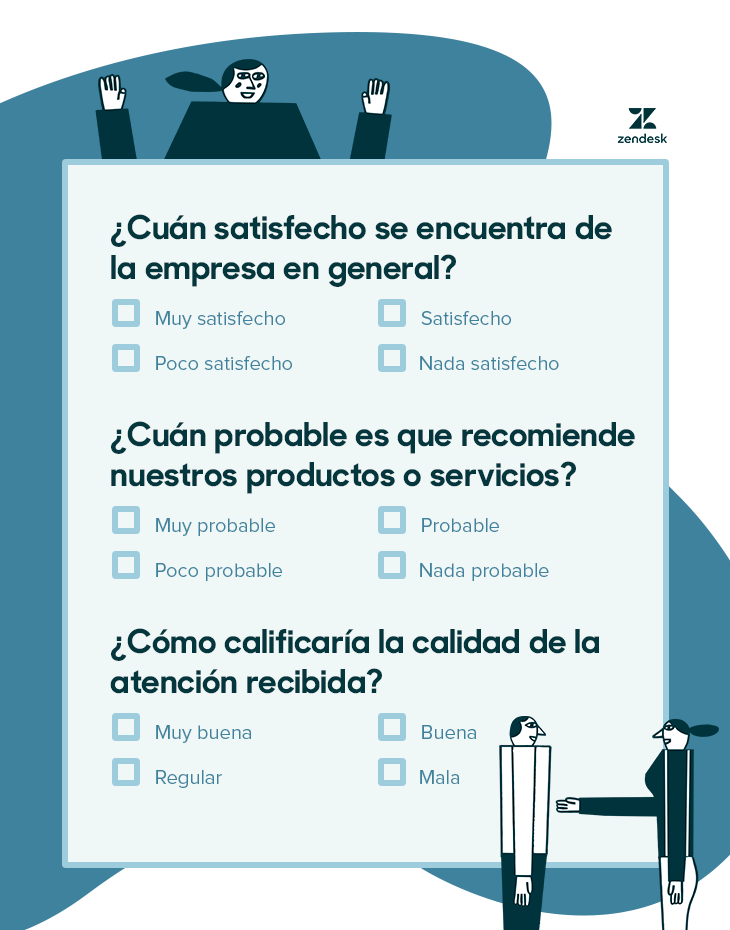 zendesk
¿Cuán satisfecho se encuentra de
la empresa en general?
Muy satisfecho
Satisfecho
Poco satisfecho
Nada satisfecho
¿Cuán probable es que recomiende
nuestros productos o servicios?
Muy probable
Probable
Poco probable
Nada probable
¿Cómo calificaría la calidad de la
atención recibida?
Muy buena
Buena
Regular
Mala